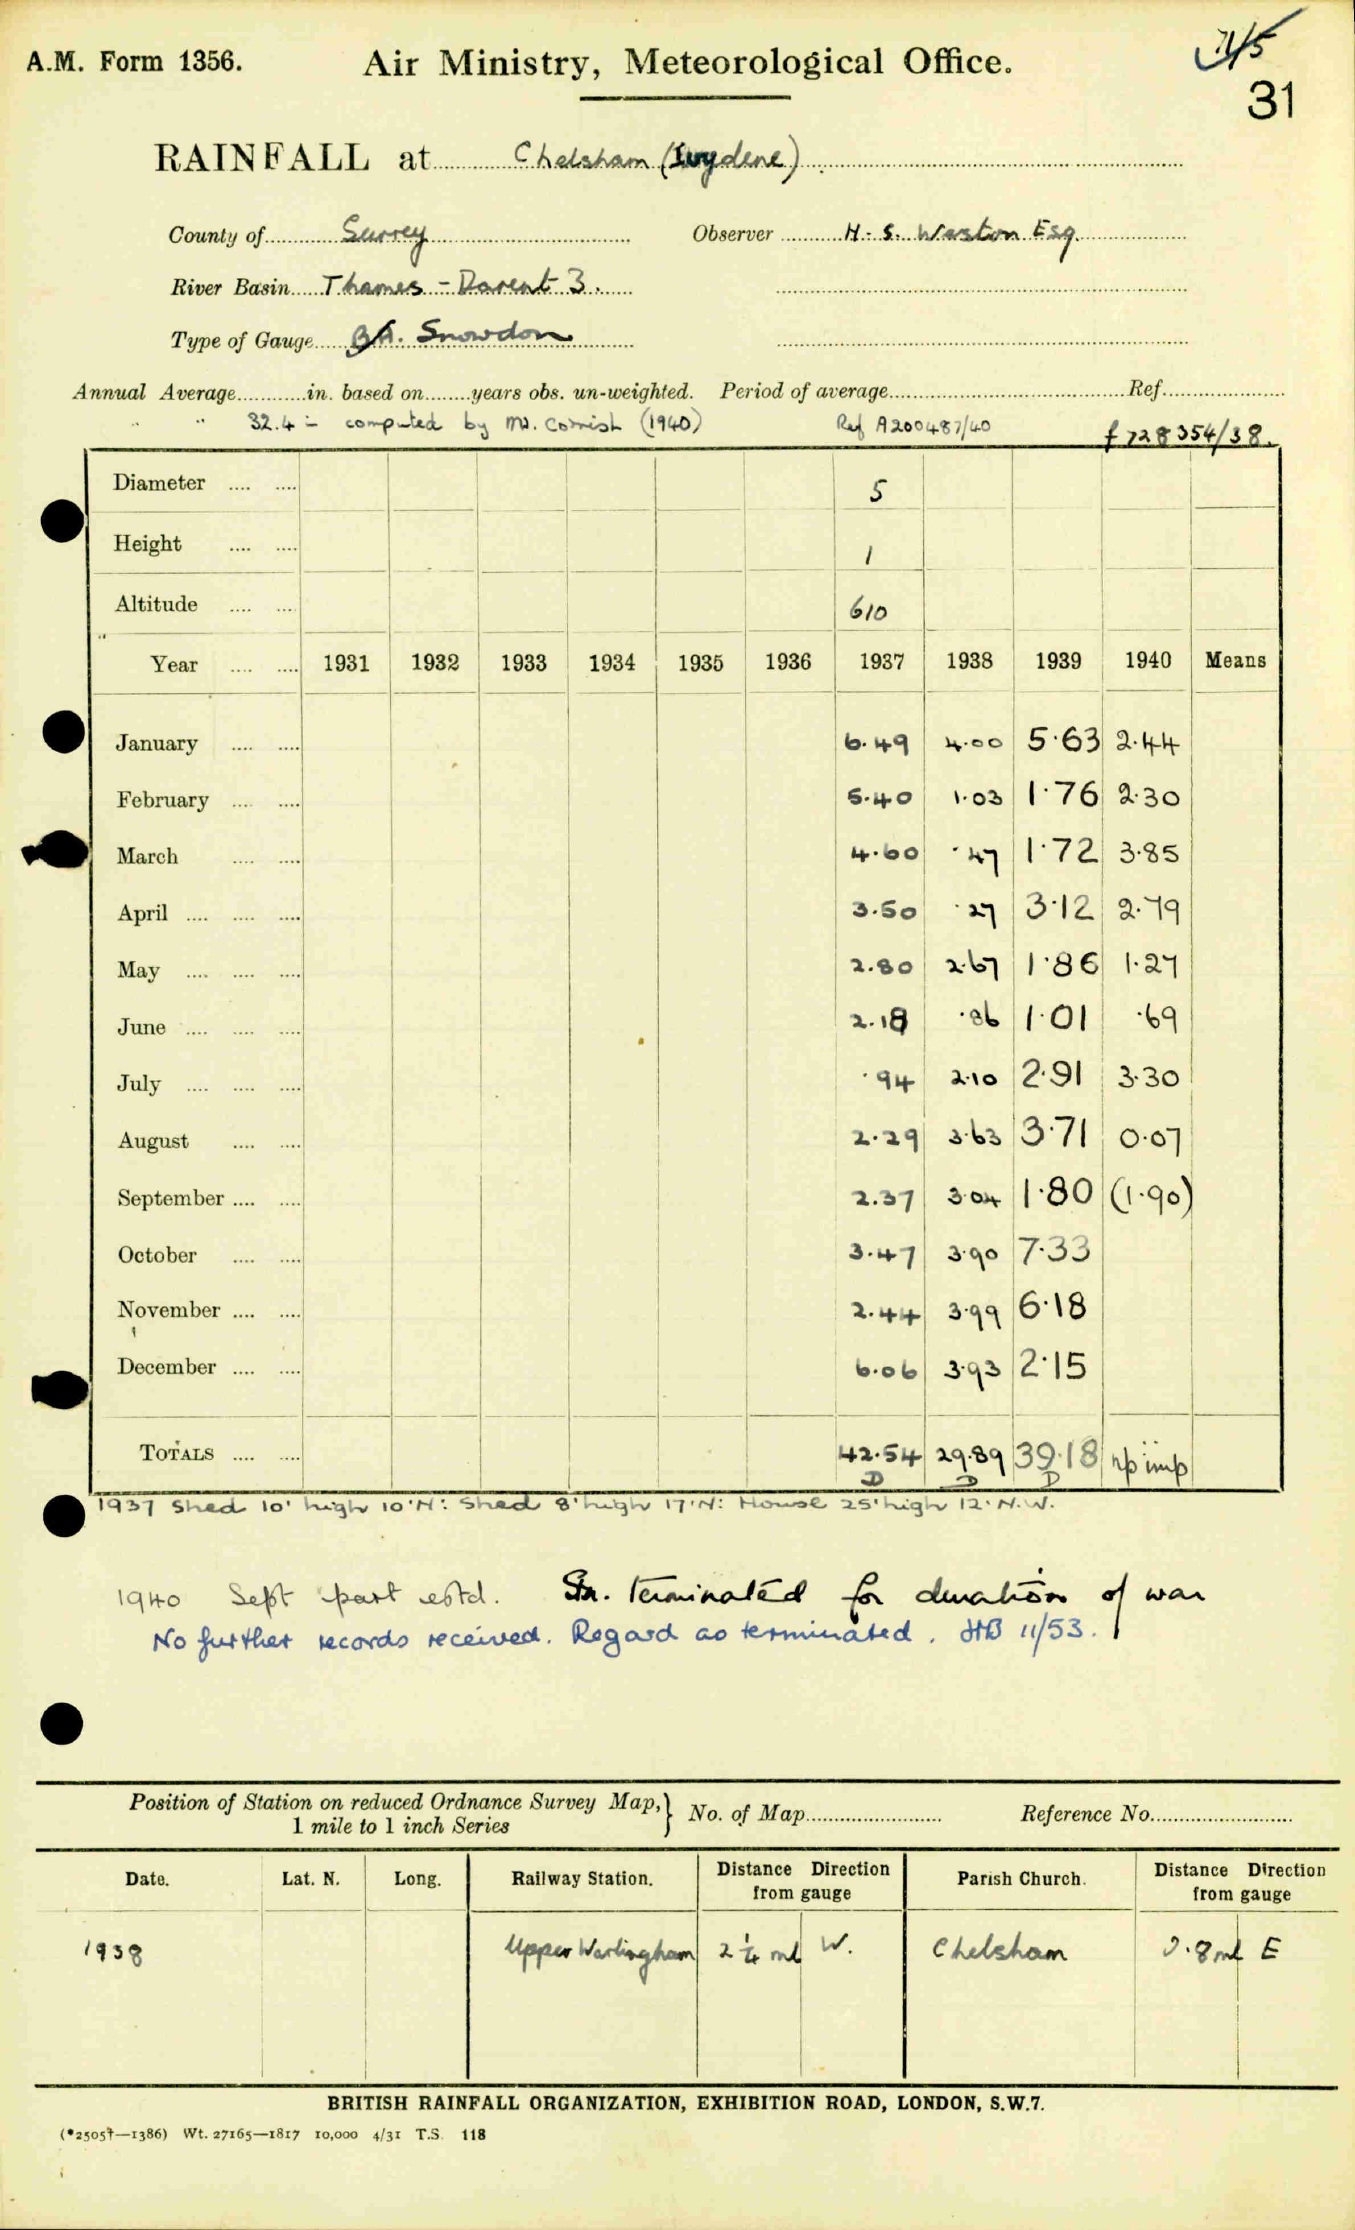 A.M. Form 1356. Air Ministry, Meteorological Office.
31
RAINFALL at Chelsham (Ivydene)
County of Surrey Observer H. S. Weston Esq.
River Basin Thames - Darent 3.
Type of Gauge Snowdon
Annual Average............in. based on........years obs. un-weighted. Period of average............Ref............
" " 32.4 - computed by Mr. Cornish (1940) Ref A200487/40 f 728354/38.
Diameter .... .... 5
Height .... .... 1
Altitude .... .... 610
Year .... .... 1931 1932 1933 1934 1935 1936 1937 1938 1939 1940 Means
January .... .... 6.49 4.00 5.63 2.44
February .... .... 5.40 1.03 1.76 2.30
March .... .... 4.60 .47 1.72 3.85
April .... .... .... 3.50 .27 3.12 2.79
May .... .... .... 2.80 2.67 1.86 1.27
June .... .... .... 2.18 .86 1.01 .69
July .... .... .... .94 2.10 2.91 3.30
August .... .... 2.29 3.63 3.71 0.07
September .... .... 2.37 3.04 1.80 (1.90)
October .... .... 3.47 3.90 7.33
November .... .... 2.44 3.99 6.18
December .... .... 6.06 3.93 2.15
TOTALS .... .... 42.54 29.89 39.18 np imp
D D D
1937 Shed 10' high 10' N: Shed 8' high 17' N: House 25' high 12' N.W.
1940 Sept part estd. Stn. terminated for duration of war
No further records received. Regard as terminated. HB 11/53.
Position of Station on reduced Ordnance Survey Map,} No. of Map............ Reference No............
1 mile to 1 inch Series
Date. Lat. N. Long. Railway Station. Distance Direction from gauge Parish Church. Distance Direction from gauge
1938 Upper Warlingham 2 1/4 ml W. Chelsham 0.8 ml E
BRITISH RAINFALL ORGANIZATION, EXHIBITION ROAD, LONDON, S.W.7.
(*25057—1386) Wt. 27165—1817 10,000 4/31 T.S. 118